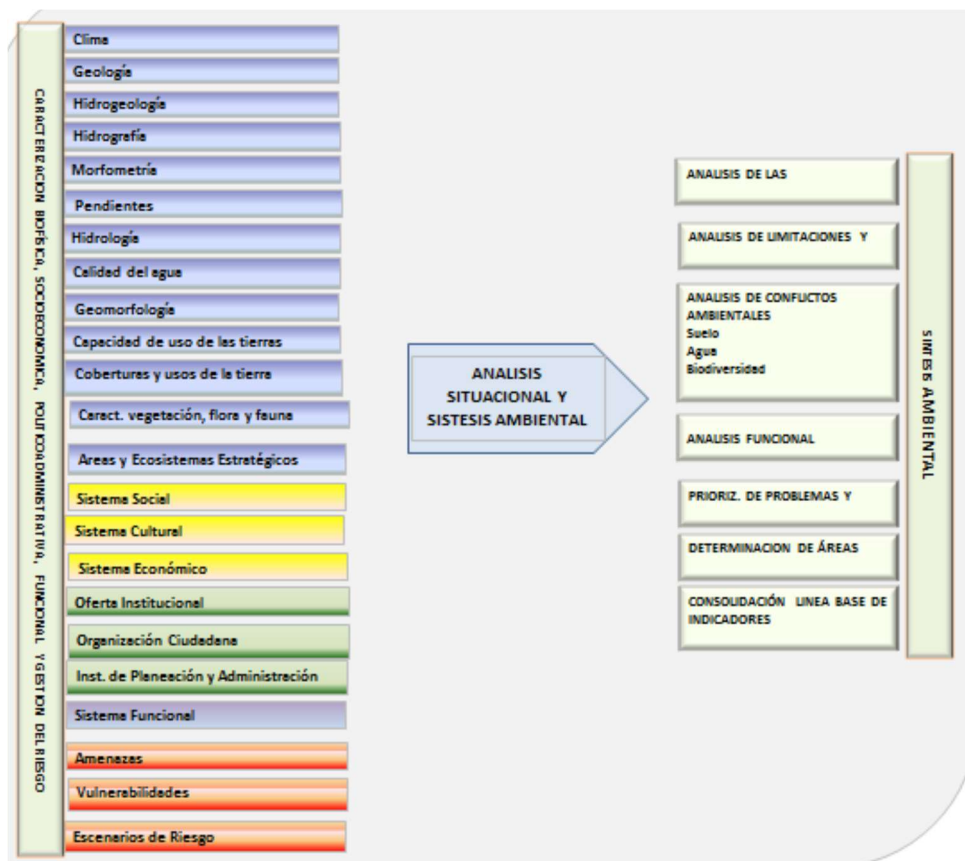 CARACTERIZACION BIOFÍSICA, SOCIOECONOMICA, POLITICOADMINISTRATIVA, FUNCIONAL Y GESTION DEL RIESGO
Clima
Geología
Hidrogeología
Hidrografía
Morfometría
Pendientes
Hidrología
Calidad del agua
Geomorfología
Capacidad de uso de las tierras
Coberturas y usos de la tierra
Caract. vegetación, flora y fauna
Areas y Ecosistemas Estratégicos
Sistema Social
Sistema Cultural
Sistema Económico
Oferta Institucional
Organización Ciudadana
Inst. de Planeación y Administración
Sistema Funcional
Amenazas
Vulnerabilidades
Escenarios de Riesgo
ANALISIS
SITUACIONAL Y
SISTESIS AMBIENTAL
ANALISIS DE LAS
ANALISIS DE LIMITACIONES Y
ANALISIS DE CONFLICTOS
AMBIENTALES
Suelo
Agua
Biodiversidad
ANALISIS FUNCIONAL
PRIORIZ. DE PROBLEMAS Y
DETERMINACION DE ÁREAS
CONSOLIDACIÓN LINEA BASE DE
INDICADORES
SINTESIS AMBIENTAL